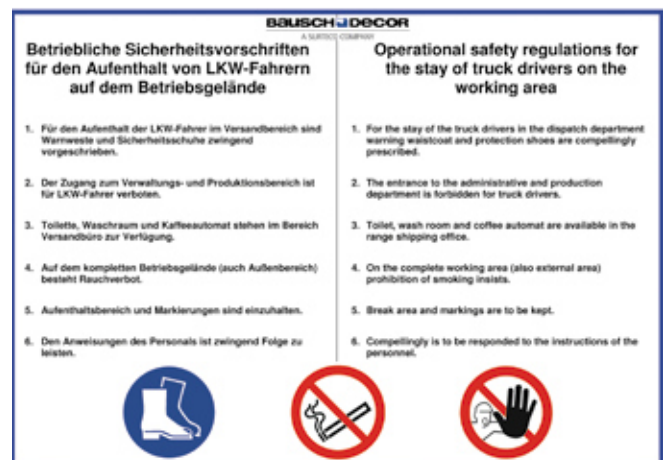 BAUSCH DECOR
A SURTECO COMPANY
Betriebliche Sicherheitsvorschriften
für den Aufenthalt von LKW-Fahrern
auf dem Betriebsgelände
1. Für den Aufenthalt der LKW-Fahrer im Versandbereich sind
Warnweste und Sicherheitsschuhe zwingend
vorgeschrieben.
2. Der Zugang zum Verwaltungs- und Produktionsbereich ist
für LKW-Fahrer verboten.
3. Toilette, Waschraum und Kaffeeautomat stehen im Bereich
Versandbüro zur Verfügung.
4. Auf dem kompletten Betriebsgelände (auch Außenbereich)
besteht Rauchverbot.
5. Aufenthaltsbereich und Markierungen sind einzuhalten.
6. Den Anweisungen des Personals ist zwingend Folge zu
leisten.
Operational safety regulations for
the stay of truck drivers on the
working area
1. For the stay of the truck drivers in the dispatch department
warning waistcoat and protection shoes are compellingly
prescribed.
2. The entrance to the administrative and production
department is forbidden for truck drivers.
3. Toilet, wash room and coffee automat are available in the
range shipping office.
4. On the complete working area (also external area)
prohibition of smoking insists.
5. Break area and markings are to be kept.
6. Compellingly is to be responded to the instructions of the
personnel.